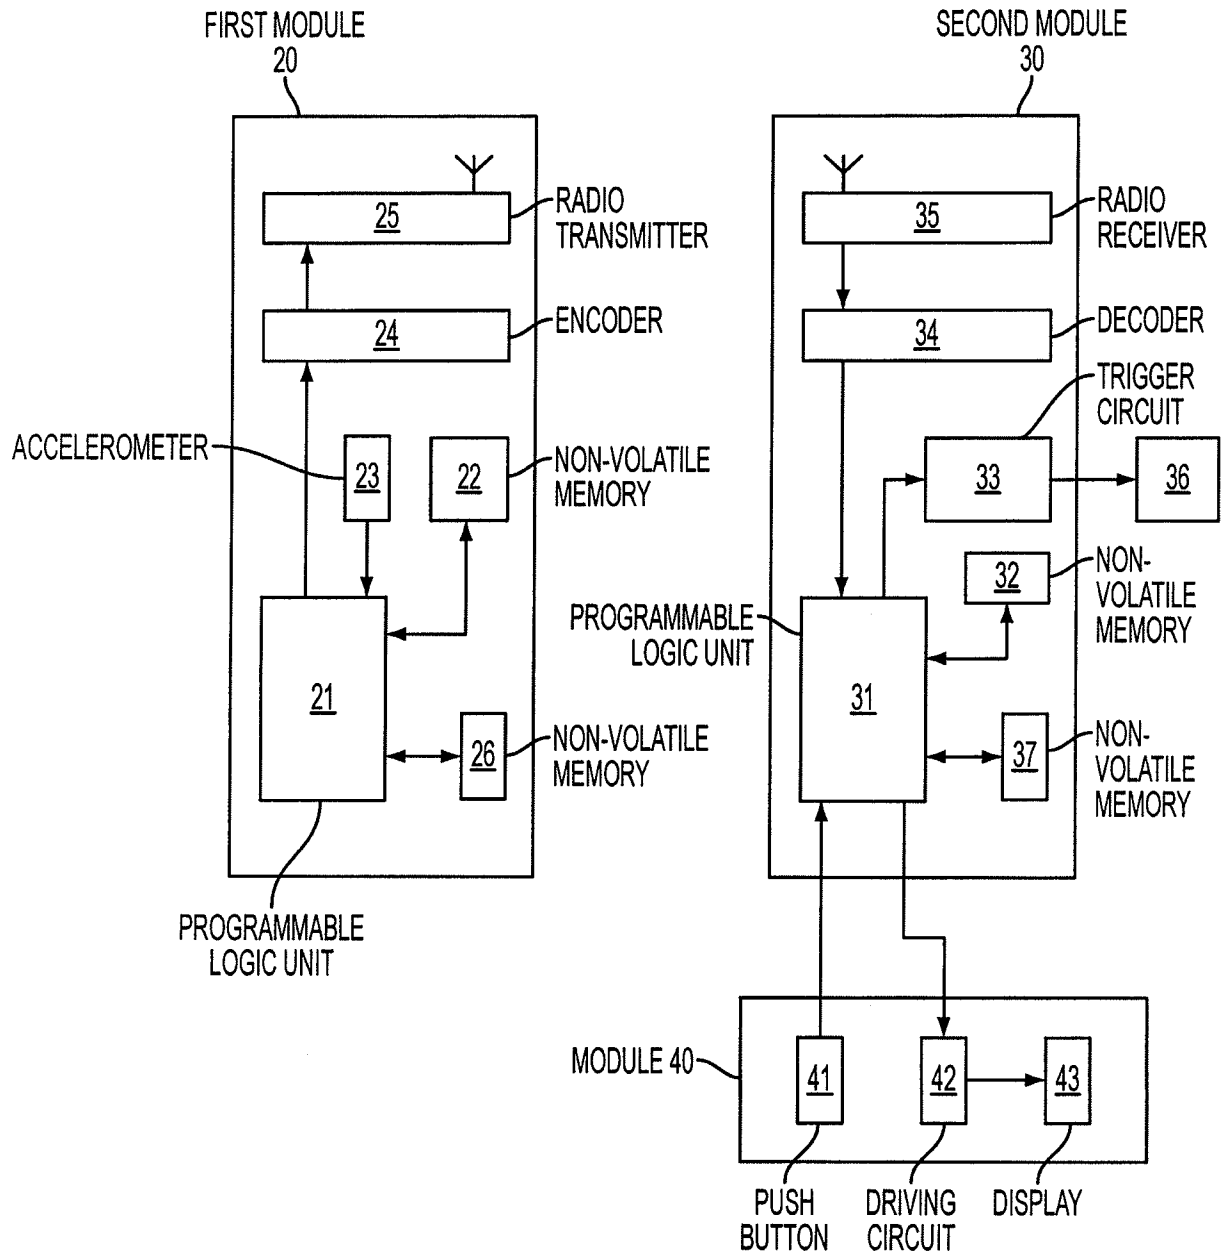 FIRST MODULE
20
SECOND MODULE
30
25
RADIO
TRANSMITTER
35
RADIO
RECEIVER
24
ENCODER
34
DECODER
TRIGGER
CIRCUIT
ACCELEROMETER
23
22
NON-VOLATILE
MEMORY
33
36
32
NON-
VOLATILE
MEMORY
PROGRAMMABLE
LOGIC UNIT
21
31
26
NON-VOLATILE
MEMORY
37
NON-
VOLATILE
MEMORY
PROGRAMMABLE
LOGIC UNIT
MODULE 40
41
42
43
PUSH
BUTTON
DRIVING
CIRCUIT
DISPLAY